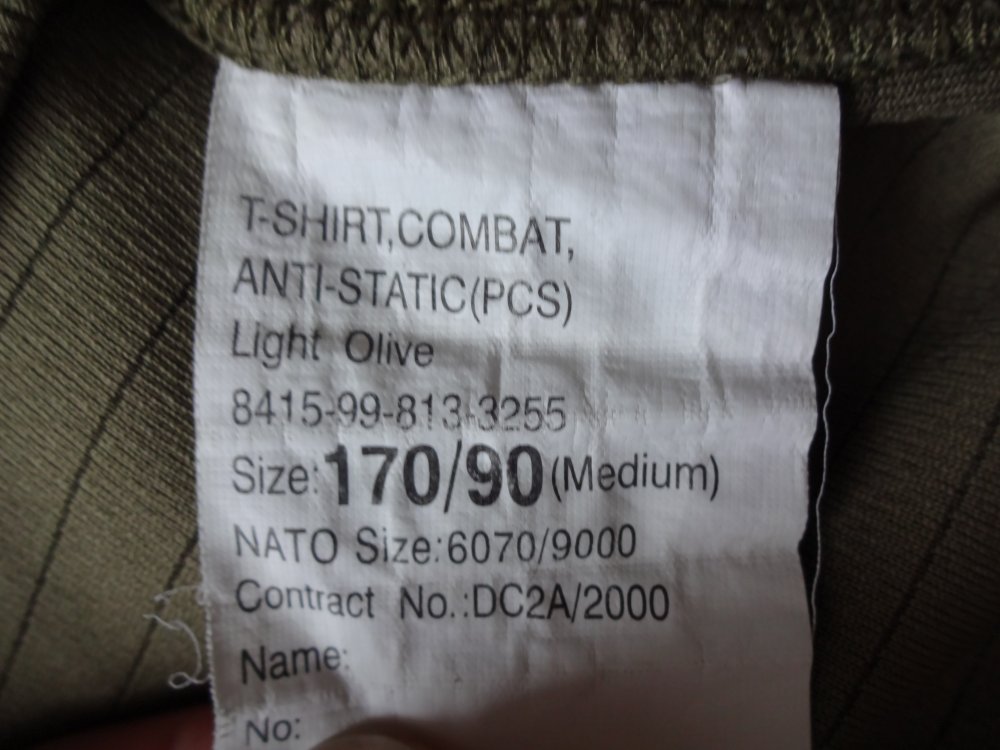 T-SHIRT,COMBAT,
ANTI-STATIC(PCS)
Light Olive
8415-99-813-3255
Size:170/90(Medium)
NATO Size:6070/9000
Contract No.:DC2A/2000
Name:
No: